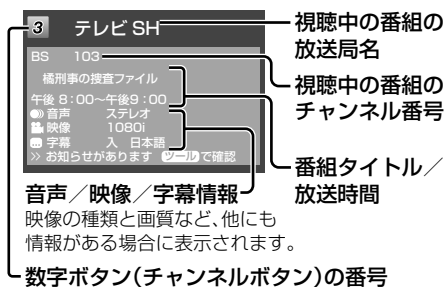 3 テレビ SH
BS 103
橘刑事の捜査ファイル
午後 8:00～午後9:00
音声 ステレオ
映像 1080i
字幕 入 日本語
≫ お知らせがあります ツール で確認
視聴中の番組の
放送局名
視聴中の番組の
チャンネル番号
番組タイトル／
放送時間
音声／映像／字幕情報
映像の種類と画質など、他にも
情報がある場合に表示されます。
数字ボタン（チャンネルボタン）の番号